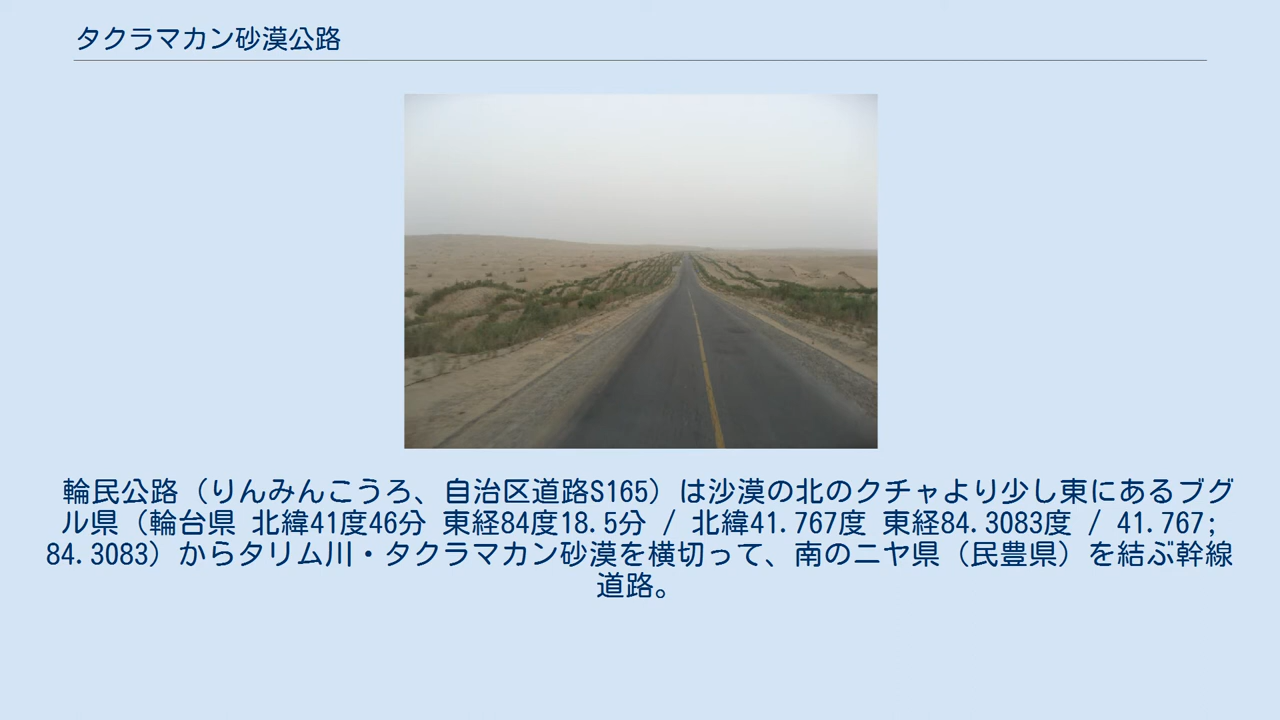 タクラマカン砂漠公路
輪民公路（りんみんこうろ、自治区道路S165）は沙漠の北のクチャより少し東にあるブグ
ル県（輪台県 北緯41度46分 東経84度18.5分 / 北緯41.767度 東経84.3083度 / 41.767;
84.3083）からタリム川・タクラマカン砂漠を横切って、南のニヤ県（民豊県）を結ぶ幹線
道路。